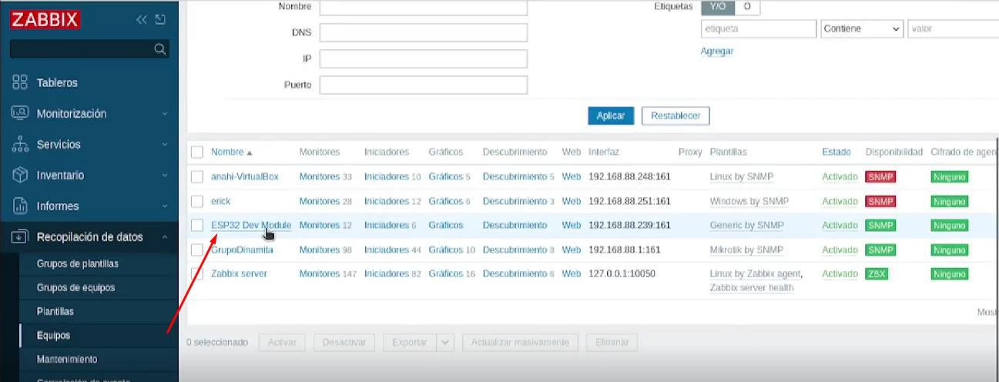 Nombre
Etiquetas Y/O O
ZABBIX
DNS
etiqueta Contiene valor
IP
Agregar
Puerto
Tableros
Monitorización
Aplicar Restablecer
Servicios
Nombre Monitores Iniciadores Gráficos Descubrimiento Web Interfaz Proxy Plantillas Estado Disponibilidad Cifrado de agen
Inventario
anahi-VirtualBox Monitores 33 Iniciadores 10 Gráficos 5 Descubrimiento 5 Web 192.168.88.248:161 Linux by SNMP Activado SNMP Ninguno
Informes
erick Monitores 28 Iniciadores 12 Gráficos 6 Descubrimiento 3 Web 192.168.88.251:161 Windows by SNMP Activado SNMP Ninguno
Recopilación de datos
ESP32 Dev Module Monitores 12 Iniciadores 6 Gráficos Descubrimiento Web 192.168.88.239:161 Generic by SNMP Activado SNMP Ninguno
GrupoDinamita Monitores 98 Iniciadores 44 Gráficos 10 Descubrimiento 8 Web 192.168.88.1:161 Mikrotik by SNMP Activado SNMP Ninguno
Grupos de plantillas
Zabbix server Monitores 147 Iniciadores 82 Gráficos 16 Descubrimiento 6 Web 127.0.0.1:10050 Linux by Zabbix agent, Activado ZBX Ninguno
Zabbix server health
Grupos de equipos
Plantillas
Most
Equipos
0 seleccionado Activar Desactivar Exportar Actualizar masivamente Eliminar
Mantenimiento